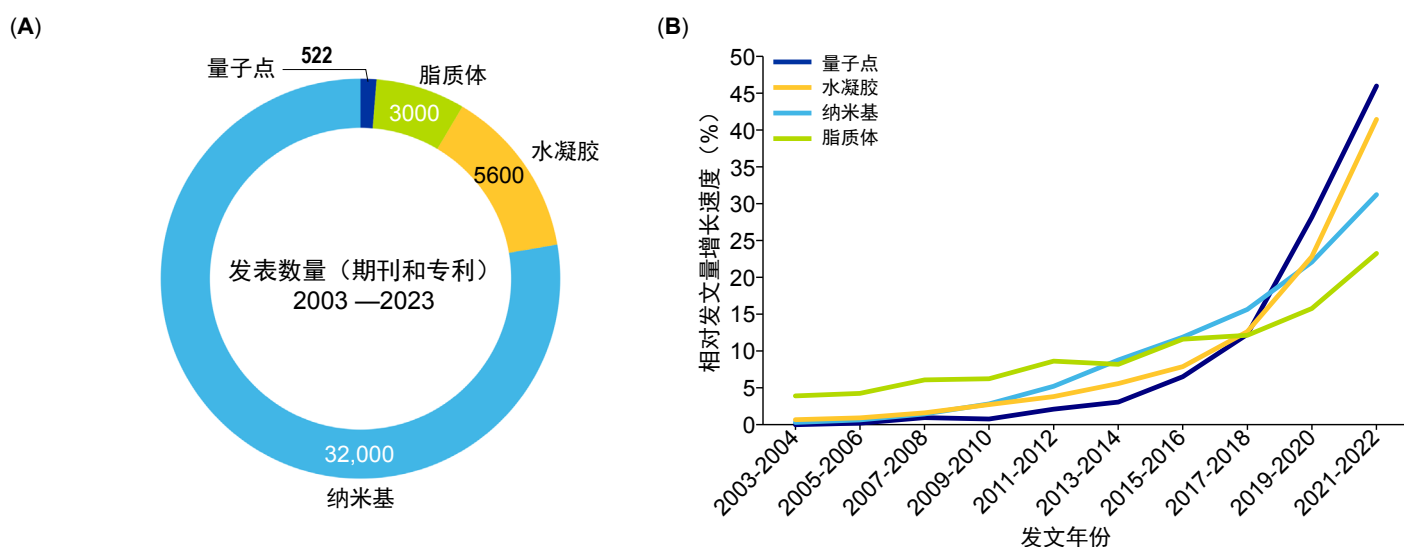 (A)
量子点
522
脂质体
3000
水凝胶
5600
发表数量（期刊和专利）
2003 —2023
32,000
纳米基
(B)
量子点
水凝胶
纳米基
脂质体
相对发文量增长速度（%）
50
45
40
35
30
25
20
15
10
5
0
2003-2004
2005-2006
2007-2008
2009-2010
2011-2012
2013-2014
2015-2016
2017-2018
2019-2020
2021-2022
发文年份